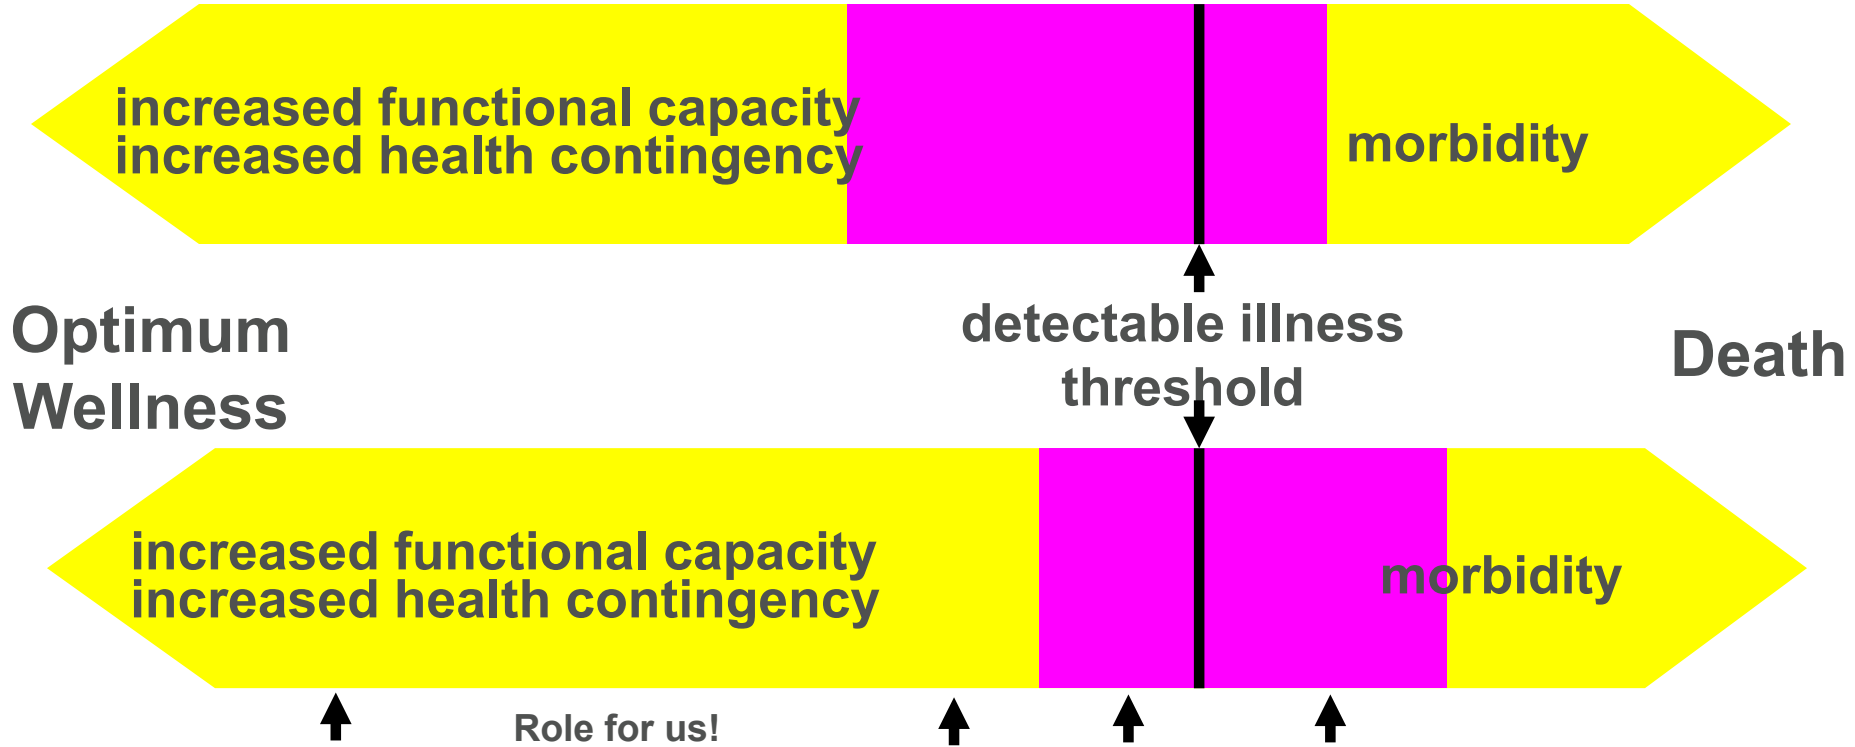 increased functional capacity
increased health contingency
morbidity
Optimum
Wellness
detectable illness
threshold
Death
increased functional capacity
increased health contingency
morbidity
Role for us!